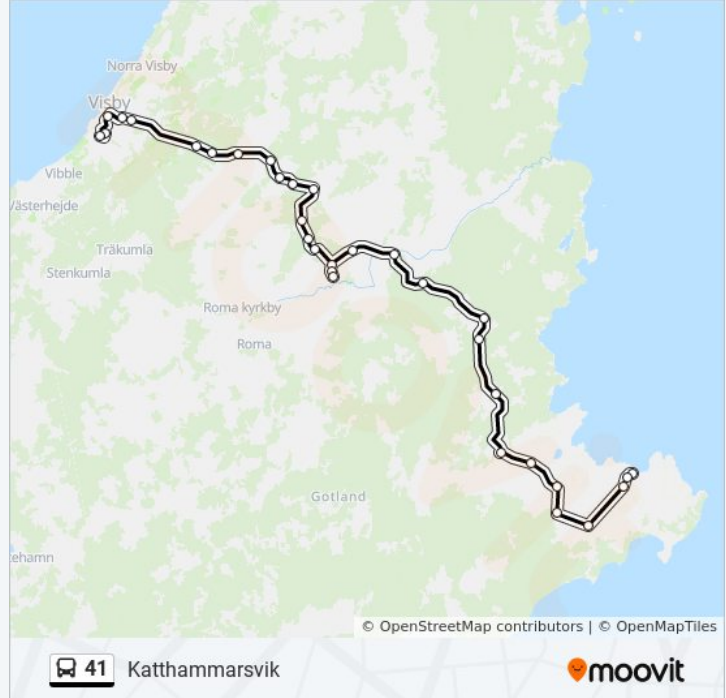 Norra Visby
Visby
Vibble
Västerhejde
Träkumla
Stenkumla
Roma kyrkby
Roma
Gotland
ehamn
© OpenStreetMap contributors | © OpenMapTiles
41 Katthammarsvik
moovit